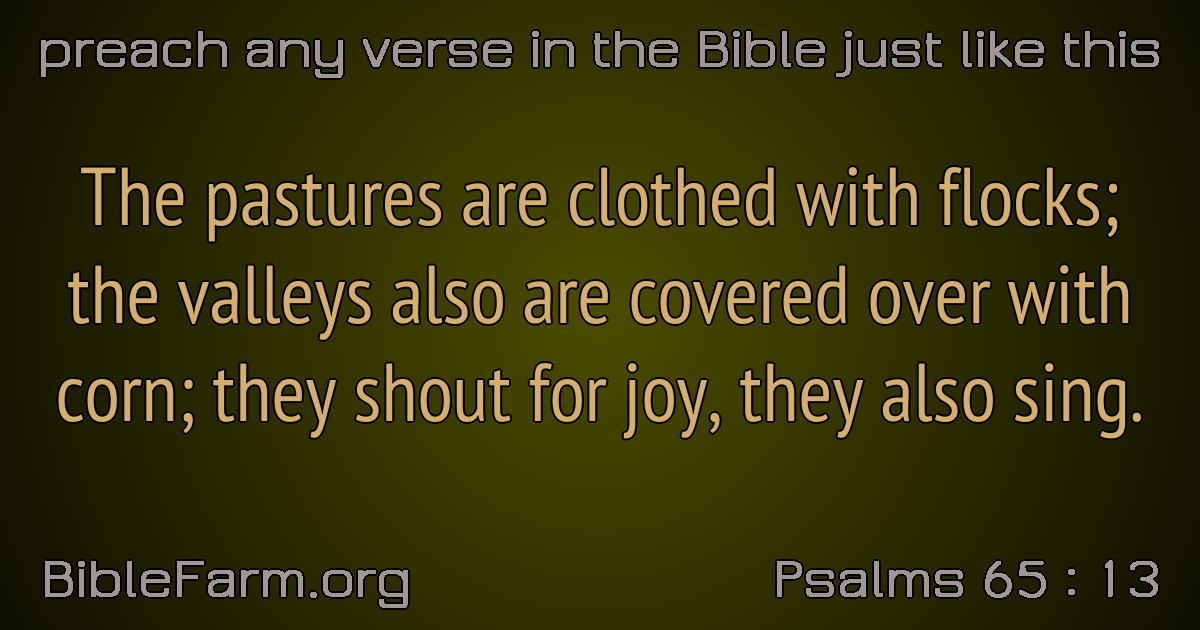 preach any verse in the Bible just like this
The pastures are clothed with flocks;
the valleys also are covered over with
corn; they shout for joy, they also sing.
BibleFarm.org
Psalms 65 : 13